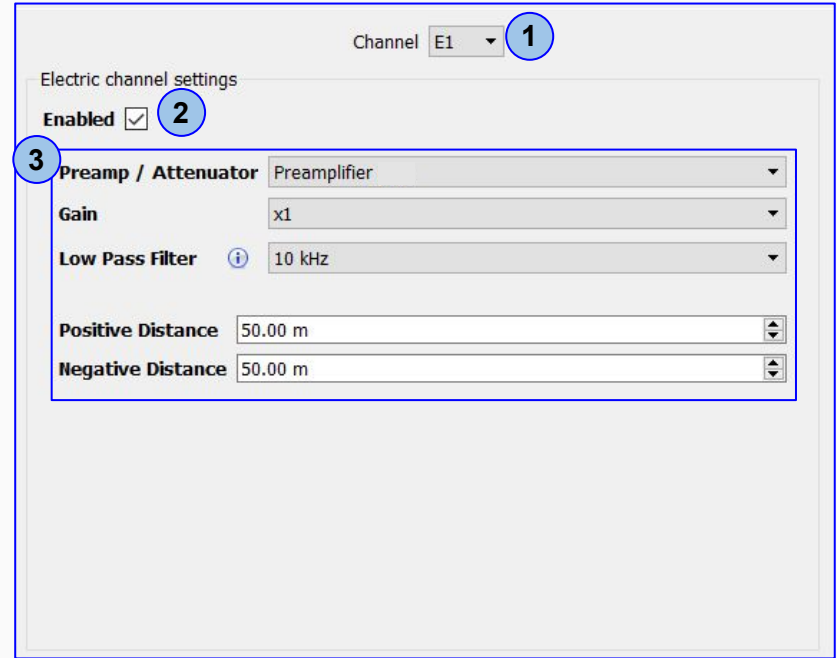 Channel E1 1
Electric channel settings
Enabled 2
3
Preamp / Attenuator Preamplifier
Gain x1
Low Pass Filter i 10 kHz
Positive Distance 50.00 m
Negative Distance 50.00 m